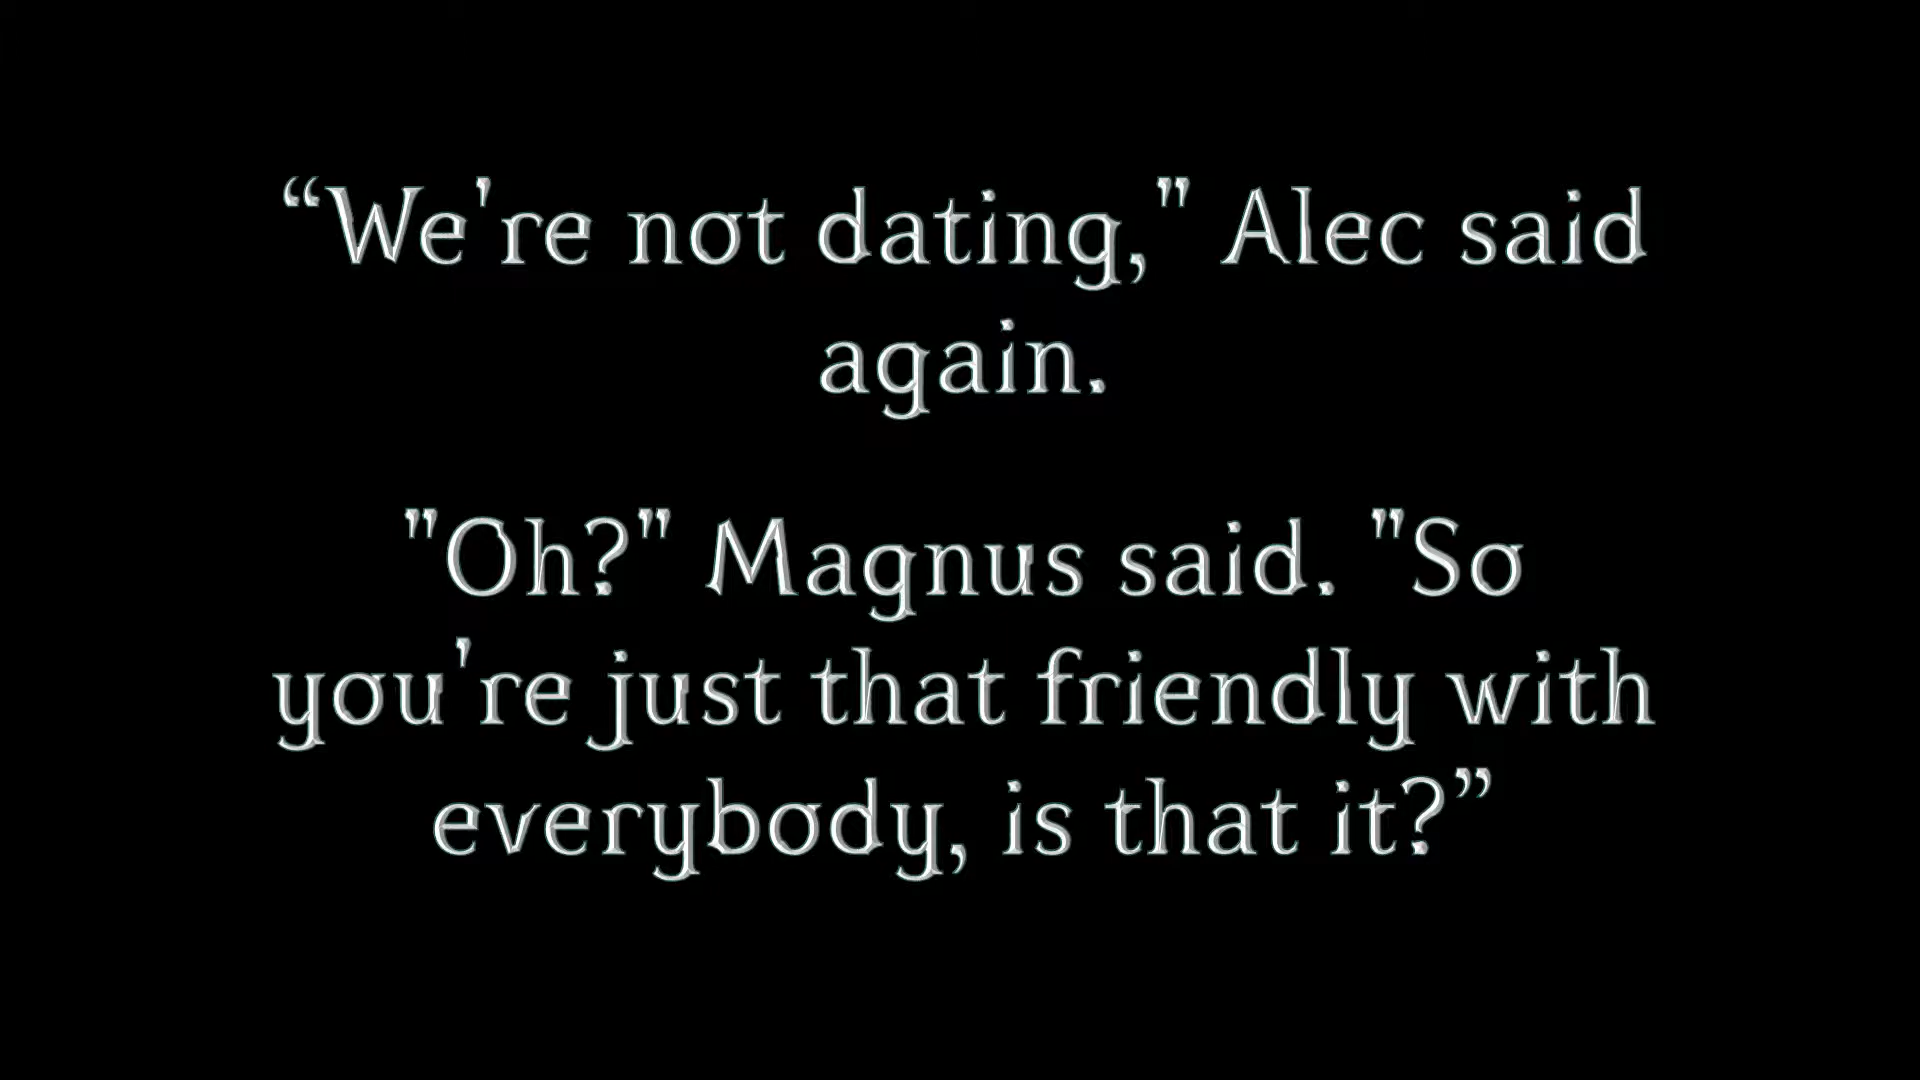 “We're not dating," Alec said
again.
"Oh?" Magnus said. "So
you're just that friendly with
everybody, is that it?”